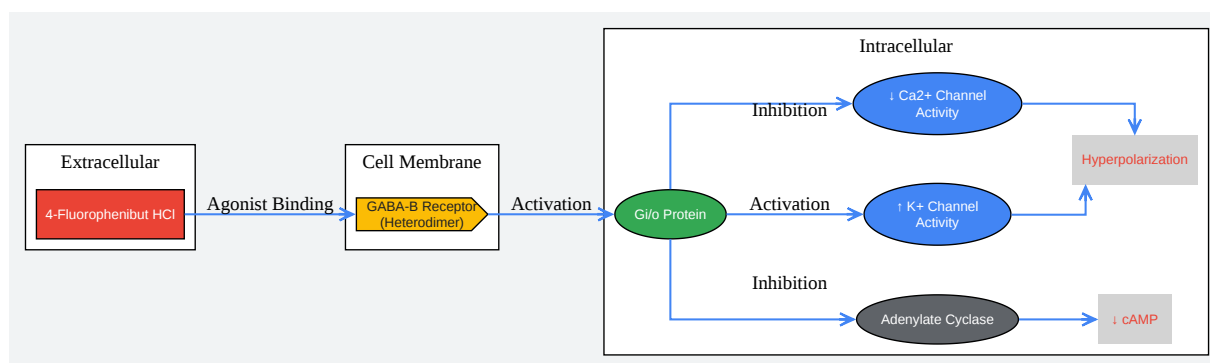 Extracellular
4-Fluorophenibut HCl
Agonist Binding
Cell Membrane
GABA-B Receptor
(Heterodimer)
Activation
Intracellular
Gi/o Protein
Inhibition
↓ Ca2+ Channel
Activity
Hyperpolarization
Activation
↑ K+ Channel
Activity
Inhibition
Adenylate Cyclase
↓ cAMP